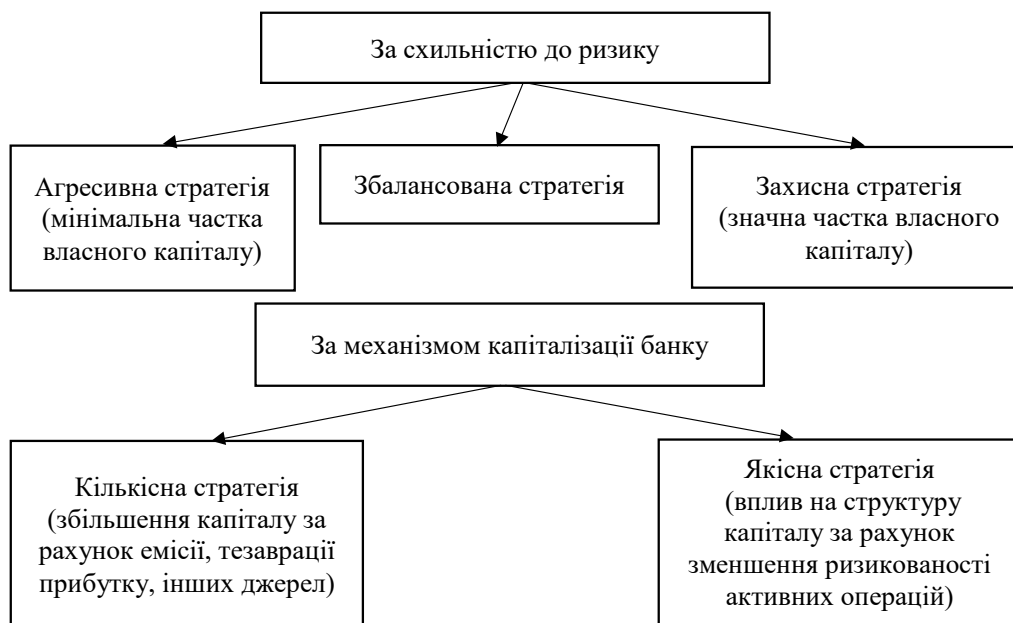 За схильністю до ризику
Агресивна стратегія
(мінімальна частка
власного капіталу)
Збалансована стратегія
Захисна стратегія
(значна частка власного
капіталу)
За механізмом капіталізації банку
Кількісна стратегія
(збільшення капіталу за
рахунок емісії, тезаврації
прибутку, інших джерел)
Якісна стратегія
(вплив на структуру
капіталу за рахунок
зменшення ризикованості
активних операцій)